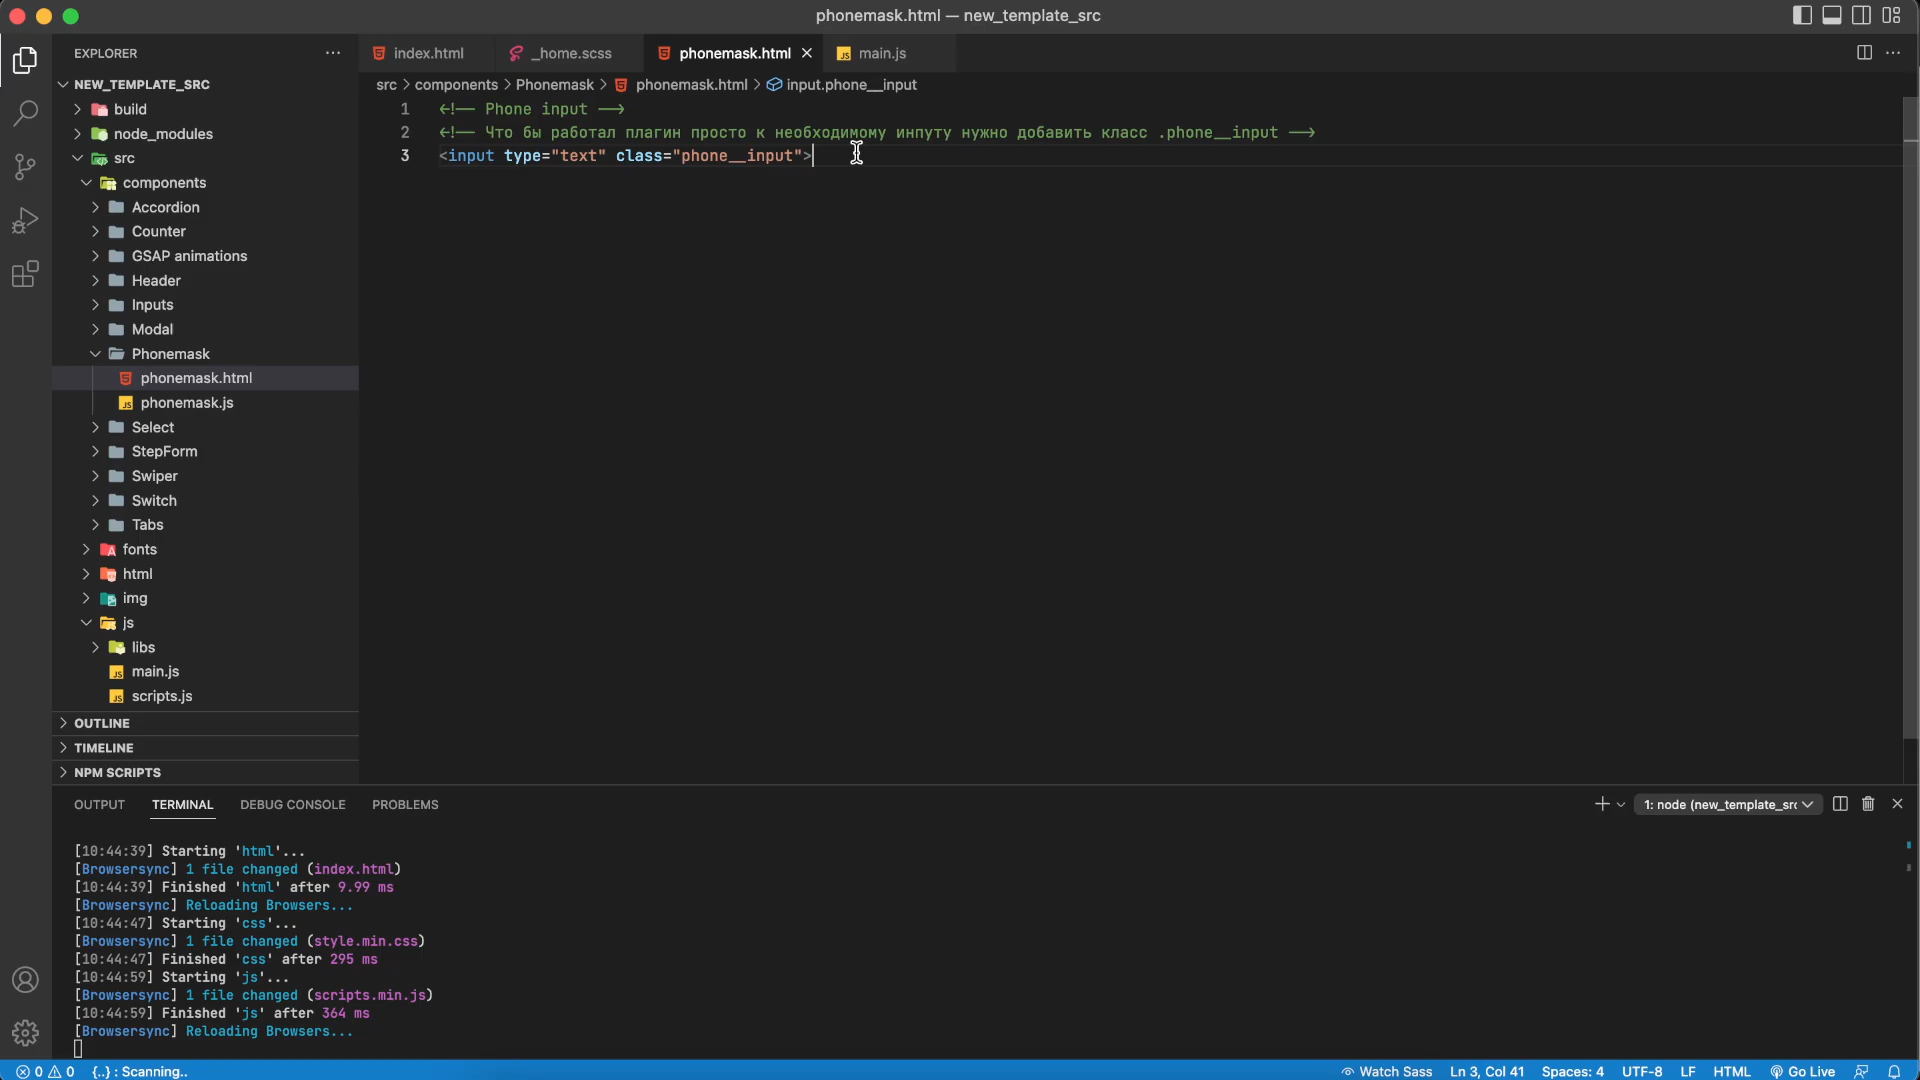 phonemask.html — new_template_src
EXPLORER
index.html
_home.scss
phonemask.html
main.js
NEW_TEMPLATE_SRC
src > components > Phonemask > phonemask.html > input.phone__input
build
node_modules
src
components
Accordion
Counter
GSAP animations
Header
Inputs
Modal
Phonemask
phonemask.html
phonemask.js
Select
StepForm
Swiper
Switch
Tabs
fonts
html
img
js
libs
main.js
scripts.js
OUTLINE
TIMELINE
NPM SCRIPTS
1 <!-- Phone input -->
2 <!-- Что бы работал плагин просто к необходимому инпуту нужно добавить класс .phone__input -->
3 <input type="text" class="phone__input">
OUTPUT TERMINAL DEBUG CONSOLE PROBLEMS
1: node (new_template_src
[10:44:39] Starting 'html'...
[Browsersync] 1 file changed (index.html)
[10:44:39] Finished 'html' after 9.99 ms
[Browsersync] Reloading Browsers...
[10:44:47] Starting 'css'...
[Browsersync] 1 file changed (style.min.css)
[10:44:47] Finished 'css' after 295 ms
[10:44:59] Starting 'js'...
[Browsersync] 1 file changed (scripts.min.js)
[10:44:59] Finished 'js' after 364 ms
[Browsersync] Reloading Browsers...
0 0 {..} : Scanning.. Watch Sass Ln 3, Col 41 Spaces: 4 UTF-8 LF HTML Go Live